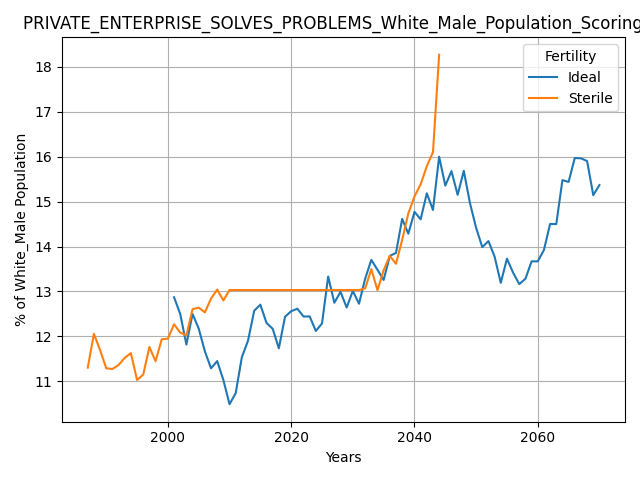 PRIVATE_ENTERPRISE_SOLVES_PROBLEMS_White_Male_Population_Scoring
Fertility
Ideal
Sterile
% of White_Male Population
18
17
16
15
14
13
12
11
2000 2020 2040 2060
Years